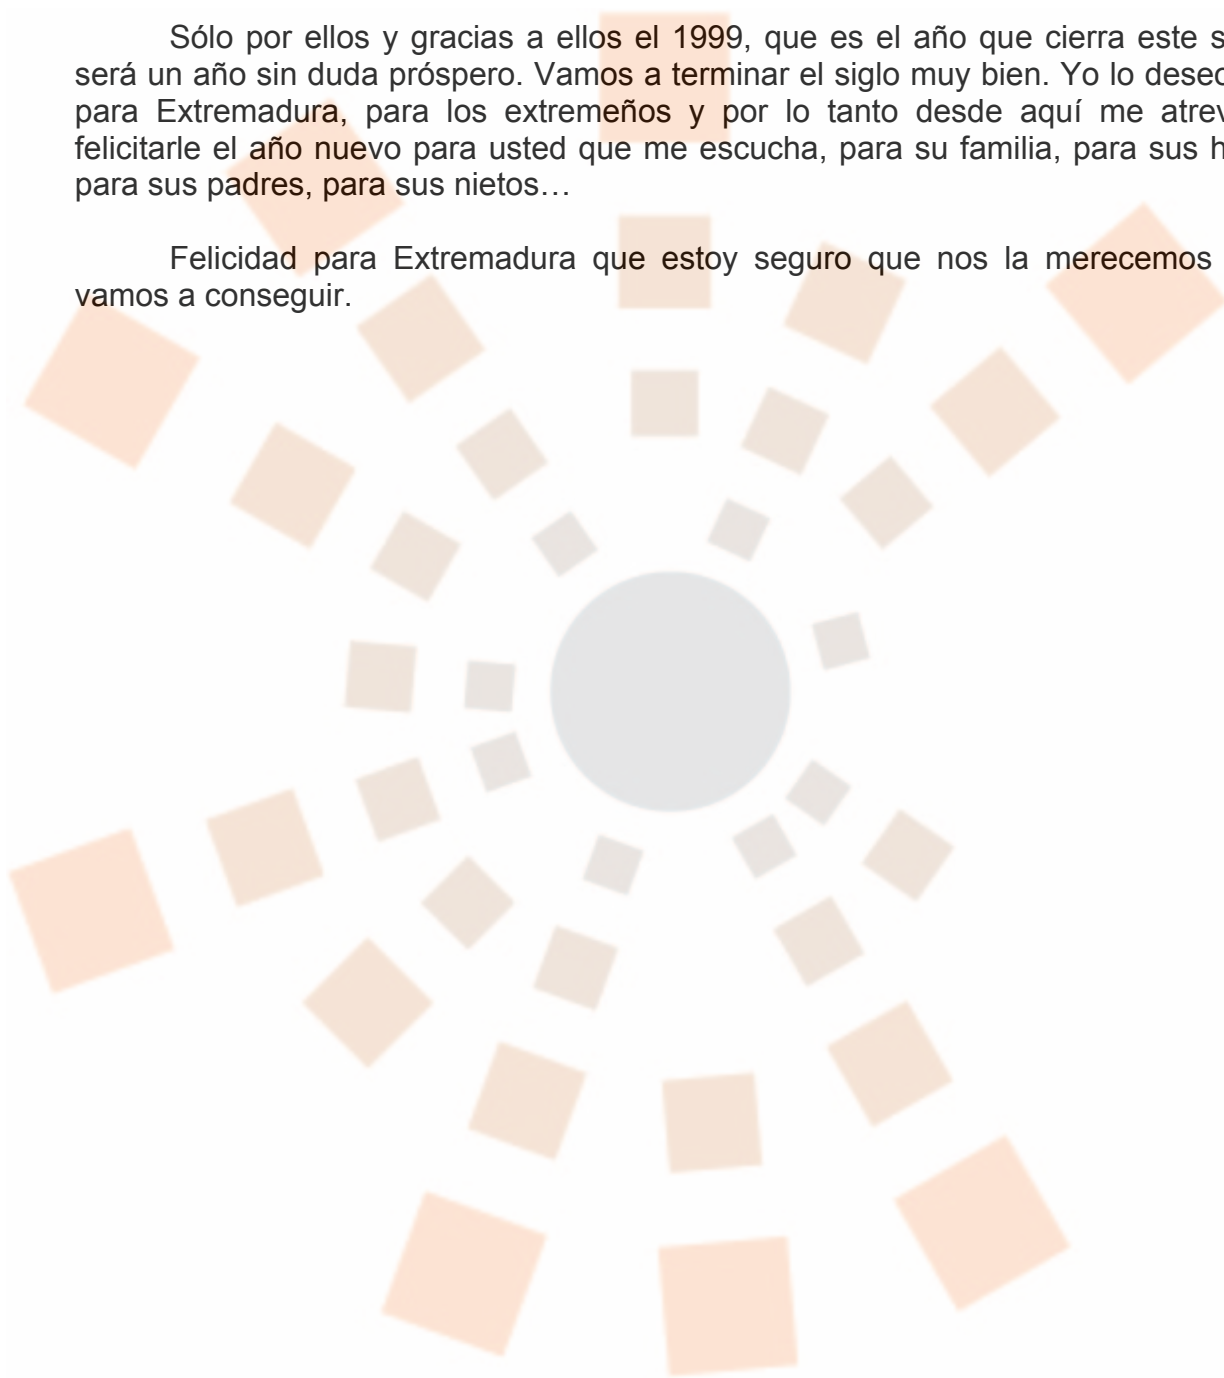 Sólo por ellos y gracias a ellos el 1999, que es el año que cierra este
será un año sin duda próspero. Vamos a terminar el siglo muy bien. Yo lo
para Extremadura, para los extremeños y por lo tanto desde aquí me
felicitarle el año nuevo para usted que me escucha, para su familia, para sus
para sus padres, para sus nietos…
Felicidad para Extremadura que estoy seguro que nos la merecemos
vamos a conseguir.